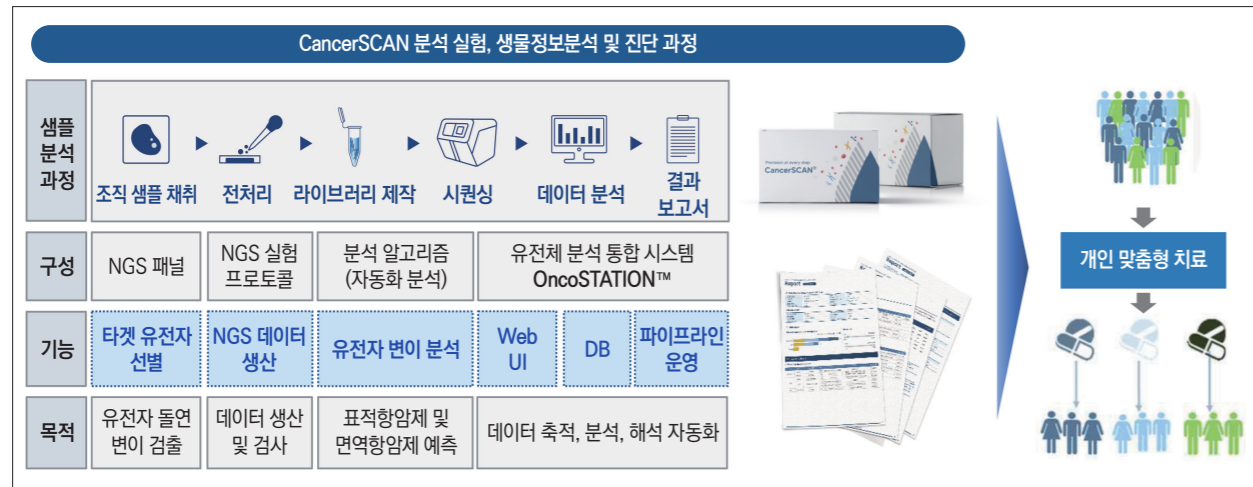 CancerSCAN 분석 실험, 생물정보분석 및 진단 과정
샘플
분석
과정
조직 샘플 채취
전처리
라이브러리 제작
시퀀싱
데이터 분석
결과
보고서
구성
NGS 패널
NGS 실험
프로토콜
분석 알고리즘
(자동화 분석)
유전체 분석 통합 시스템
OncoSTATION™
기능
타겟 유전자
선별
NGS 데이터
생산
유전자 변이 분석
Web
UI
DB
파이프라인
운영
목적
유전자 돌연
변이 검출
데이터 생산
및 검사
표적항암제 및
면역항암제 예측
데이터 축적, 분석, 해석 자동화
Precision at every step
CancerSCAN®
Report
개인 맞춤형 치료